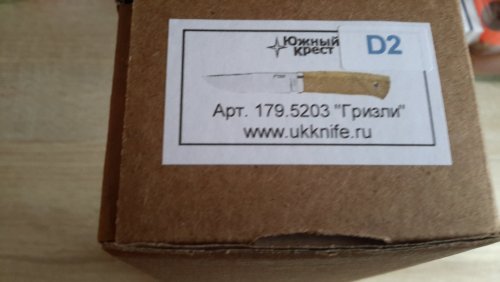 Южный
Крест
D2
Арт. 179.5203 "Гризли"
www.ukknife.ru